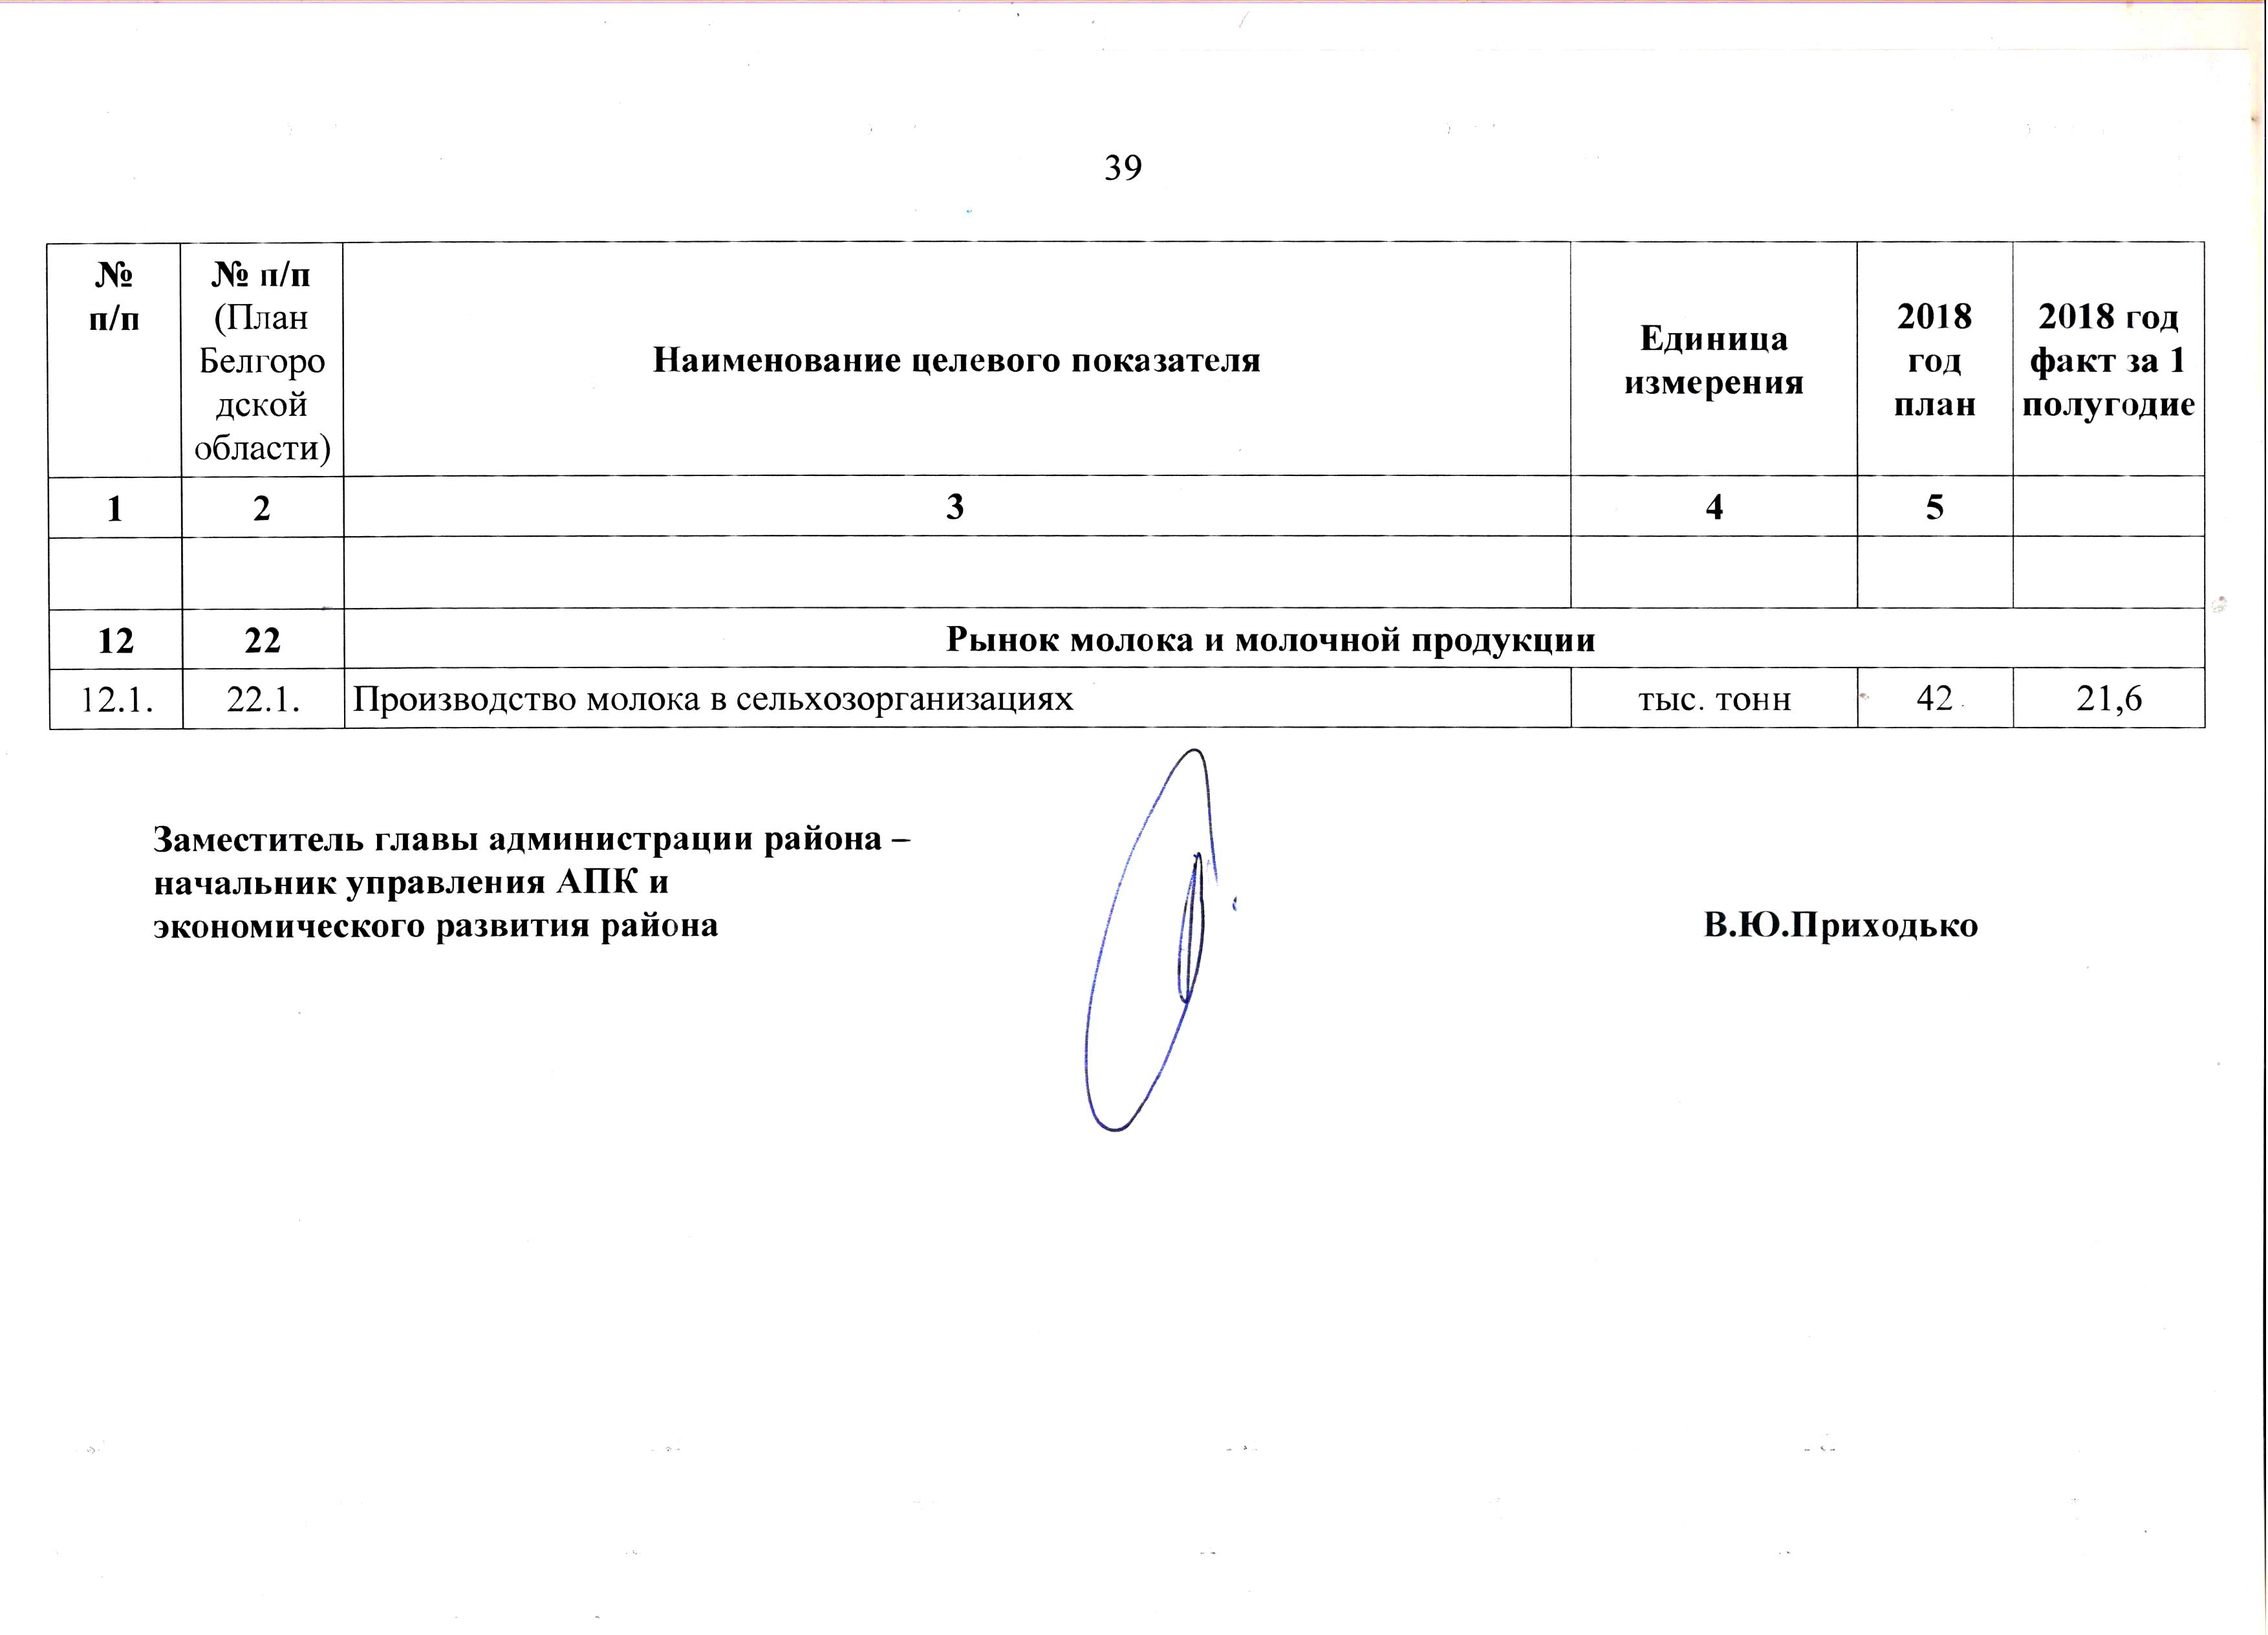 39
№
п/п
№ п/п
(План
Белгоро
дской
области)
Наименование целевого показателя
Единица
измерения
2018
год
план
2018 год
факт за 1
полугодие
1 2 3 4 5
12 22 Рынок молока и молочной продукции
12.1. 22.1. Производство молока в сельхозорганизациях тыс. тонн 42 21,6
Заместитель главы администрации района –
начальник управления АПК и
экономического развития района В.Ю.Приходько